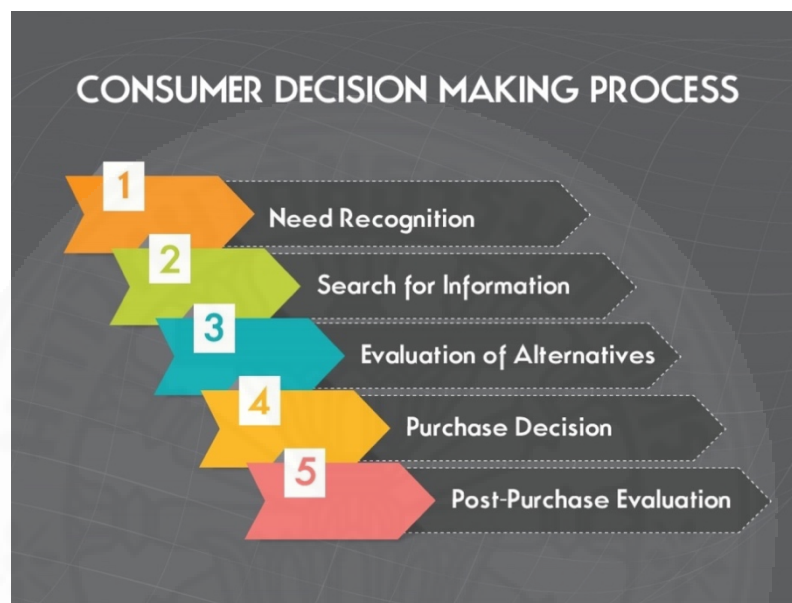 CONSUMER DECISION MAKING PROCESS
1
Need Recognition
2
Search for Information
3
Evaluation of Alternatives
4
Purchase Decision
5
Post-Purchase Evaluation